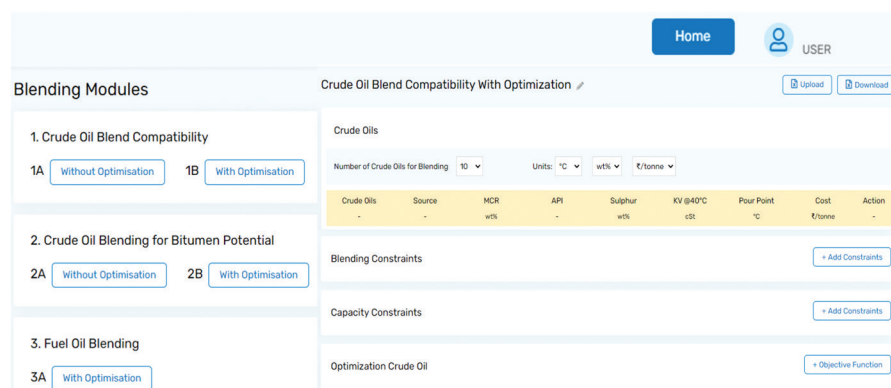 Home
USER
Blending Modules
1. Crude Oil Blend Compatibility
1A Without Optimisation 1B With Optimisation
2. Crude Oil Blending for Bitumen Potential
2A Without Optimisation 2B With Optimisation
3. Fuel Oil Blending
3A With Optimisation
Crude Oil Blend Compatibility With Optimization
Upload Download
Crude Oils
Number of Crude Oils for Blending 10 Units: °C wt% ₹/tonne
Crude Oils Source MCR API Sulphur KV @40°C Pour Point Cost Action
- - wt% - wt% cSt °C ₹/tonne -
Blending Constraints + Add Constraints
Capacity Constraints + Add Constraints
Optimization Crude Oil + Objective Function